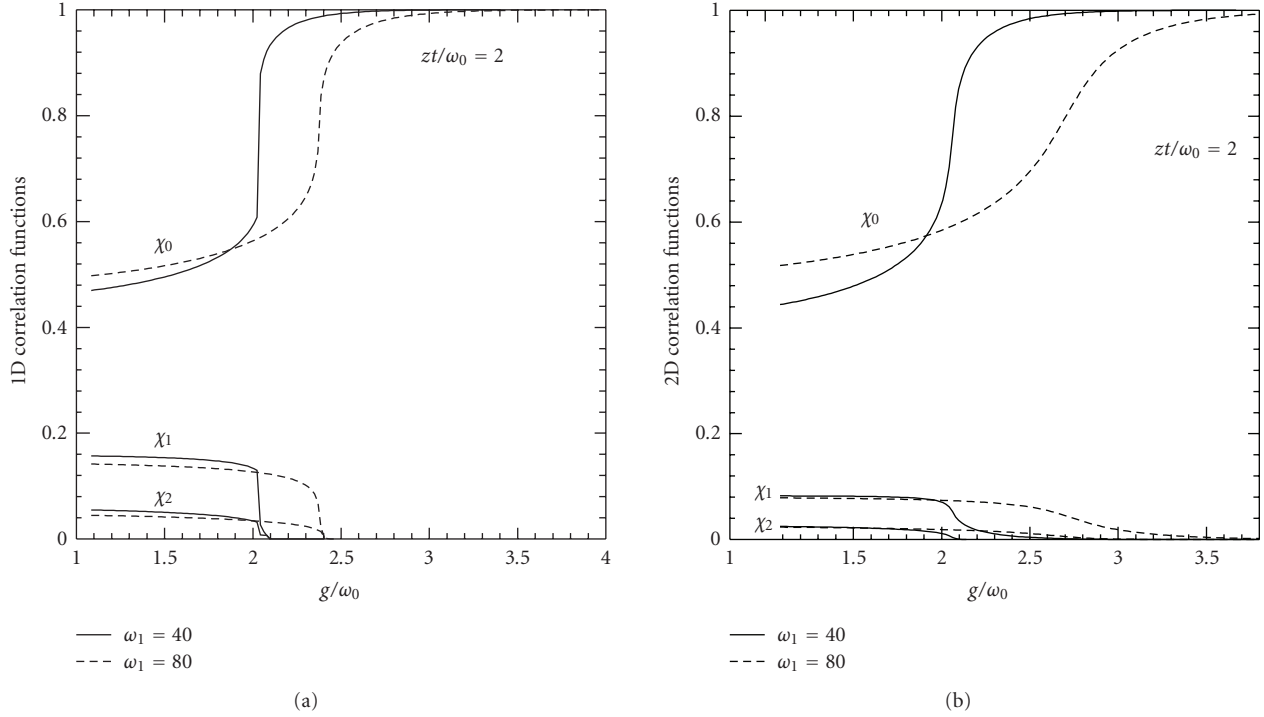 1
0.8
0.6
0.4
0.2
0
1D correlation functions
zt/ω0 = 2
χ0
χ1
χ2
1 1.5 2 2.5 3 3.5 4
g/ω0
ω1 = 40
ω1 = 80
(a)
1
0.8
0.6
0.4
0.2
0
2D correlation functions
zt/ω0 = 2
χ0
χ1
χ2
1 1.5 2 2.5 3 3.5
g/ω0
ω1 = 40
ω1 = 80
(b)